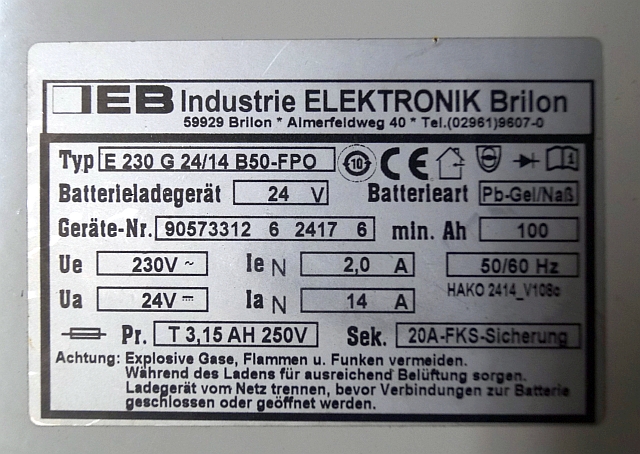 IEB Industrie ELEKTRONIK Brilon
59929 Brilon * Almerfeldweg 40 * Tel.(02961)9607-0
Typ E 230 G 24/14 B50-FPO 10 CE 1
Batterieladegerät 24 V Batterieart Pb-Gel/Naß
Geräte-Nr. 90573312 6 2417 6 min. Ah 100
Ue 230V ~ Ie N 2,0 A 50/60 Hz
HAKO 2414_V108c
Ua 24V ⎓ Ia N 14 A
Pr. T 3,15 AH 250V Sek. 20A-FKS-Sicherung
Achtung: Explosive Gase, Flammen u. Funken vermeiden.
Während des Ladens für ausreichend Belüftung sorgen.
Ladegerät vom Netz trennen, bevor Verbindungen zur Batterie
geschlossen oder geöffnet werden.